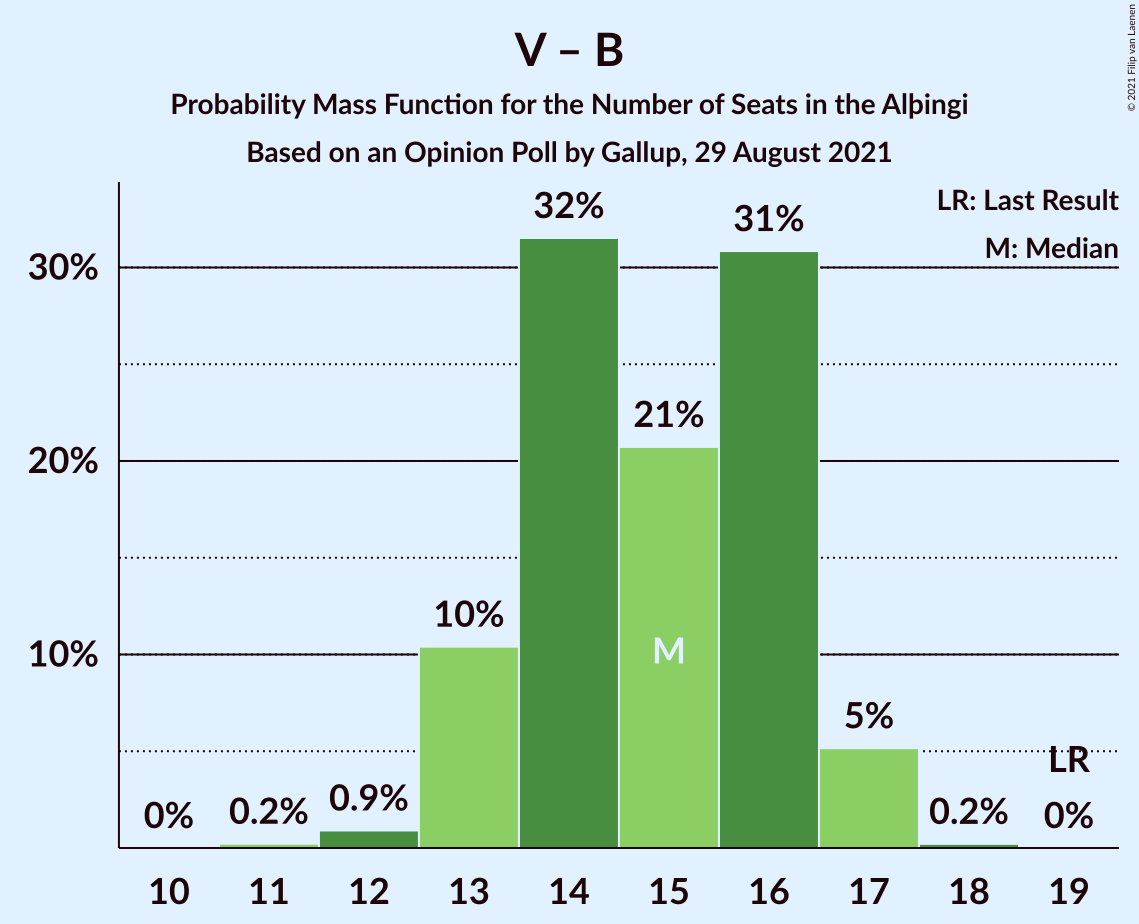 V – B
Probability Mass Function for the Number of Seats in the Alþingi
Based on an Opinion Poll by Gallup, 29 August 2021
© 2021 Filip van Laenen
LR: Last Result
M: Median
30%
20%
10%
0%
0.2%
0.9%
10%
32%
21%
31%
5%
0.2%
0%
LR
M
10 11 12 13 14 15 16 17 18 19